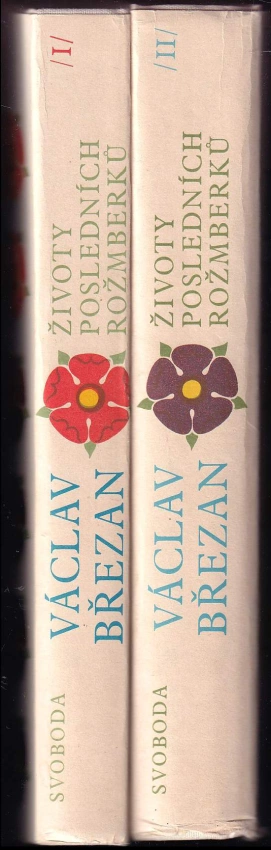 SVOBODA
VÁCLAV
BŘEZAN
ŽIVOTY
POSLEDNÍCH
ROŽMBERKŮ
/I/
SVOBODA
VÁCLAV
BŘEZAN
ŽIVOTY
POSLEDNÍCH
ROŽMBERKŮ
/II/